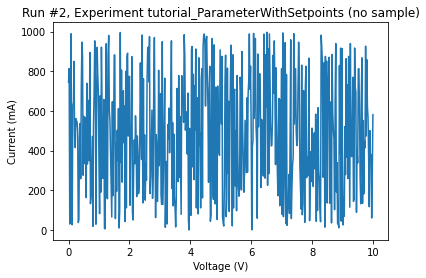 Run #2, Experiment tutorial_ParameterWithSetpoints (no sample)
1000
800
600
400
200
0
Current (mA)
0 2 4 6 8 10
Voltage (V)